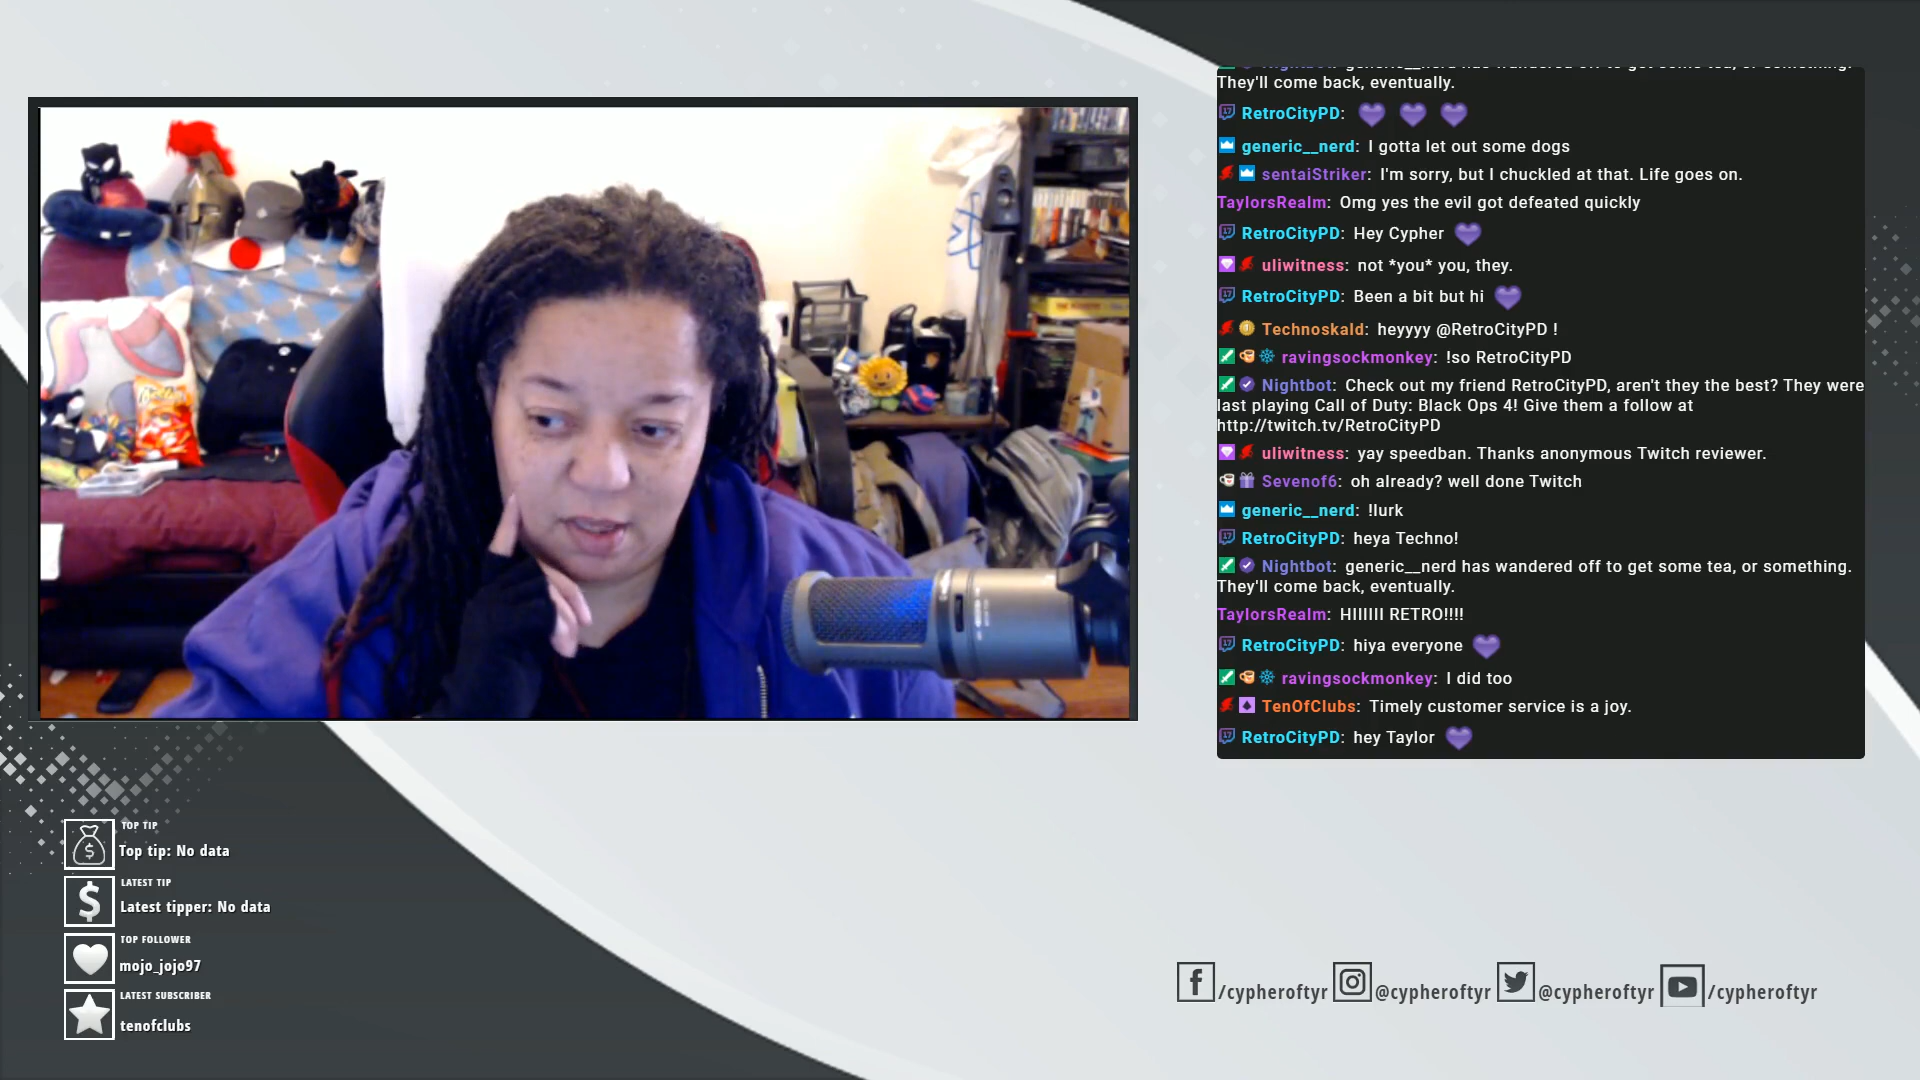 They'll come back, eventually.
RetroCityPD:
generic__nerd: I gotta let out some dogs
sentaiStriker: I'm sorry, but I chuckled at that. Life goes on.
TaylorsRealm: Omg yes the evil got defeated quickly
RetroCityPD: Hey Cypher
uliwitness: not *you* you, they.
RetroCityPD: Been a bit but hi
Technoskald: heyyyy @RetroCityPD !
ravingsockmonkey: !so RetroCityPD
Nightbot: Check out my friend RetroCityPD, aren't they the best? They were
last playing Call of Duty: Black Ops 4! Give them a follow at
http://twitch.tv/RetroCityPD
uliwitness: yay speedban. Thanks anonymous Twitch reviewer.
Sevenof6: oh already? well done Twitch
generic__nerd: !lurk
RetroCityPD: heya Techno!
Nightbot: generic__nerd has wandered off to get some tea, or something.
They'll come back, eventually.
TaylorsRealm: HIIIIII RETRO!!!!
RetroCityPD: hiya everyone
ravingsockmonkey: I did too
TenOfClubs: Timely customer service is a joy.
RetroCityPD: hey Taylor
TOP TIP
Top tip: No data
LATEST TIP
Latest tipper: No data
TOP FOLLOWER
mojo_jojo97
LATEST SUBSCRIBER
tenofclubs
/cypheroftyr @cypheroftyr @cypheroftyr /cypheroftyr